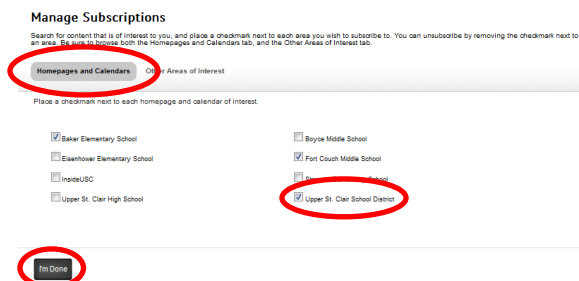 Manage Subscriptions
Search for content that is of interest to you, and place a checkmark next to each area you wish to subscribe to. You can unsubscribe by removing the checkmark next to
an area. Be sure to browse both the Homepages and Calendars tab, and the Other Areas of Interest tab.
Homepages and Calendars Other Areas of Interest
Place a checkmark next to each homepage and calendar of interest.
Baker Elementary School Boyce Middle School
Eisenhower Elementary School Fort Couch Middle School
InsideUSC School
Upper St. Clair High School Upper St. Clair School District
I'm Done